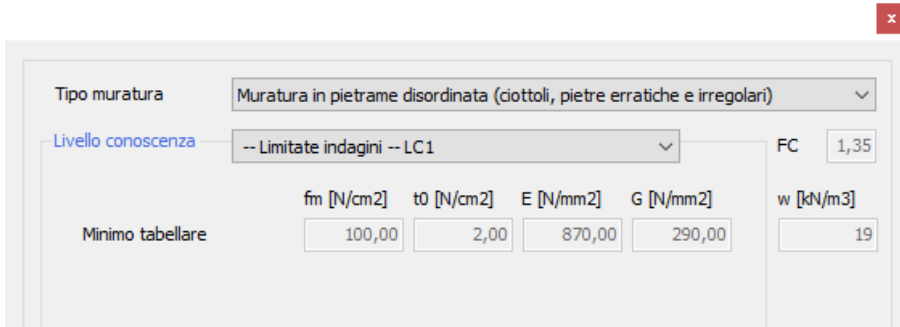 x
Tipo muratura Muratura in pietrame disordinata (ciottoli, pietre erratiche e irregolari)
Livello conoscenza -- Limitate indagini -- LC1 FC 1,35
fm [N/cm2] t0 [N/cm2] E [N/mm2] G [N/mm2] w [kN/m3]
Minimo tabellare 100,00 2,00 870,00 290,00 19